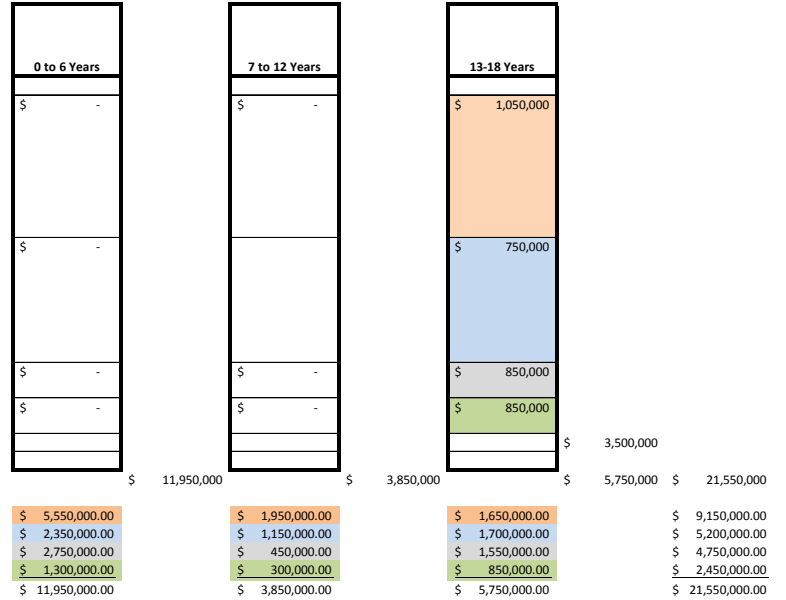 0 to 6 Years 7 to 12 Years 13-18 Years
$ - $ - $ 1,050,000
$ - $ 750,000
$ - $ - $ 850,000
$ - $ - $ 850,000
$ 3,500,000
$ 11,950,000 $ 3,850,000 $ 5,750,000 $ 21,550,000
$ 5,550,000.00 $ 1,950,000.00 $ 1,650,000.00 $ 9,150,000.00
$ 2,350,000.00 $ 1,150,000.00 $ 1,700,000.00 $ 5,200,000.00
$ 2,750,000.00 $ 450,000.00 $ 1,550,000.00 $ 4,750,000.00
$ 1,300,000.00 $ 300,000.00 $ 850,000.00 $ 2,450,000.00
$ 11,950,000.00 $ 3,850,000.00 $ 5,750,000.00 $ 21,550,000.00